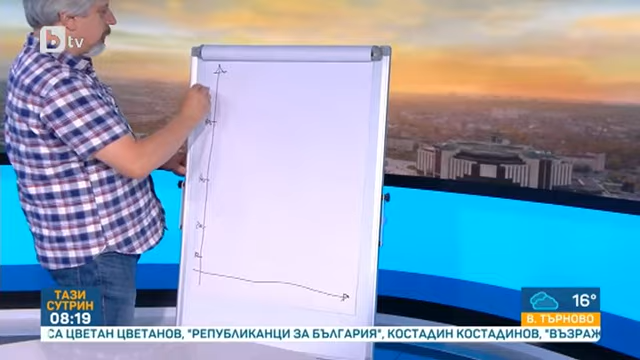 btv
ТАЗИ
СУТРИН
08:19
16°
В. ТЪРНОВО
СА ЦВЕТАН ЦВЕТАНОВ, "РЕПУБЛИКАНЦИ ЗА БЪЛГАРИЯ", КОСТАДИН КОСТАДИНОВ, "ВЪЗРАЖ